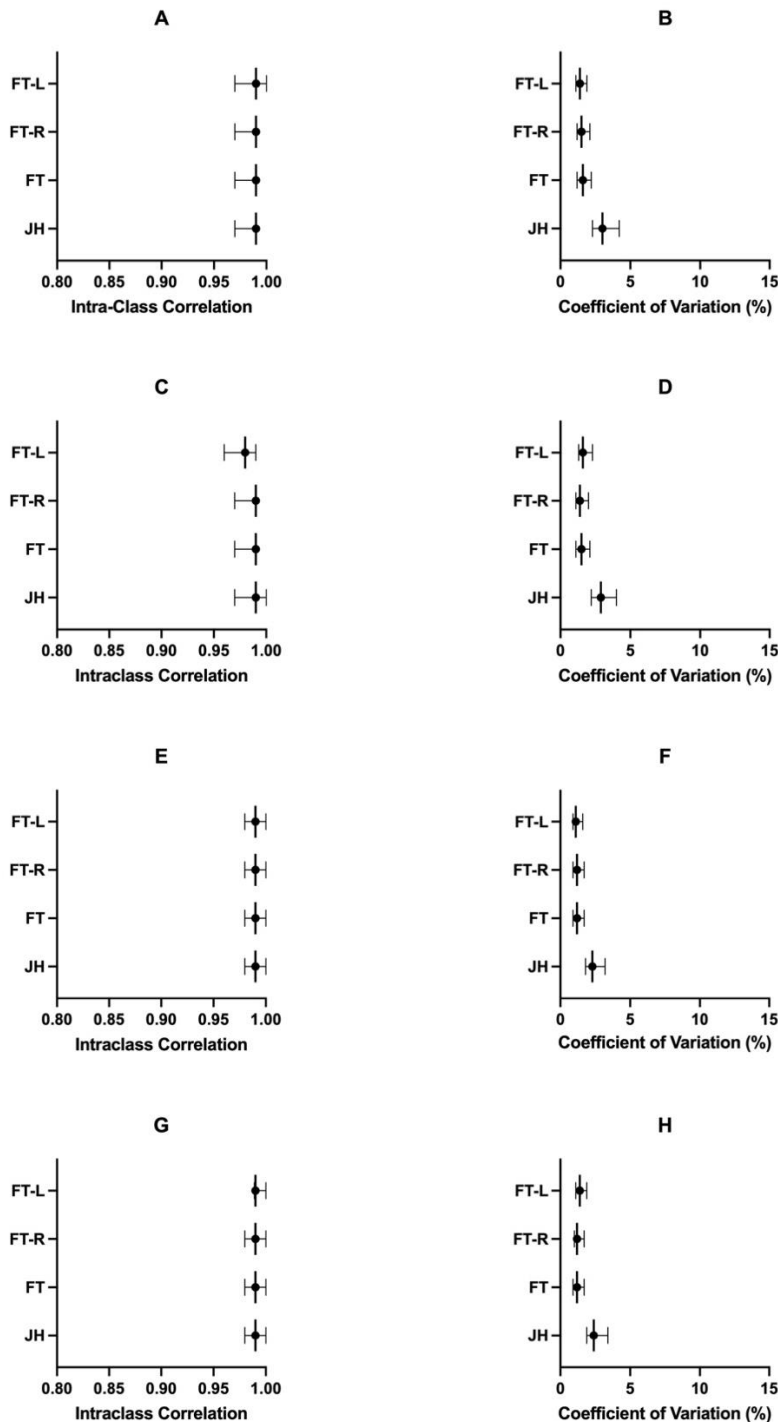 A
B
FT-L
FT-R
FT
JH
0.80 0.85 0.90 0.95 1.00
Intra-Class Correlation
FT-L
FT-R
FT
JH
0 5 10 15
Coefficient of Variation (%)
C
D
FT-L
FT-R
FT
JH
0.80 0.85 0.90 0.95 1.00
Intraclass Correlation
FT-L
FT-R
FT
JH
0 5 10 15
Coefficient of Variation (%)
E
F
FT-L
FT-R
FT
JH
0.80 0.85 0.90 0.95 1.00
Intraclass Correlation
FT-L
FT-R
FT
JH
0 5 10 15
Coefficient of Variation (%)
G
H
FT-L
FT-R
FT
JH
0.80 0.85 0.90 0.95 1.00
Intraclass Correlation
FT-L
FT-R
FT
JH
0 5 10 15
Coefficient of Variation (%)